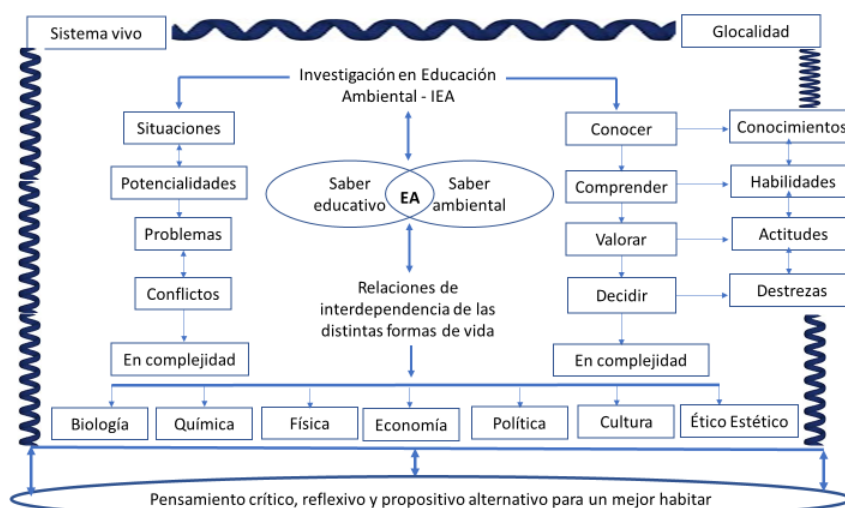 Sistema vivo
Glocalidad
Investigación en Educación
Ambiental - IEA
Situaciones
Potencialidades
Problemas
Conflictos
En complejidad
Saber
educativo
EA
Saber
ambiental
Relaciones de
interdependencia de las
distintas formas de vida
Conocer
Comprender
Valorar
Decidir
En complejidad
Conocimientos
Habilidades
Actitudes
Destrezas
Biología
Química
Física
Economía
Política
Cultura
Ético Estético
Pensamiento crítico, reflexivo y propositivo alternativo para un mejor habitar